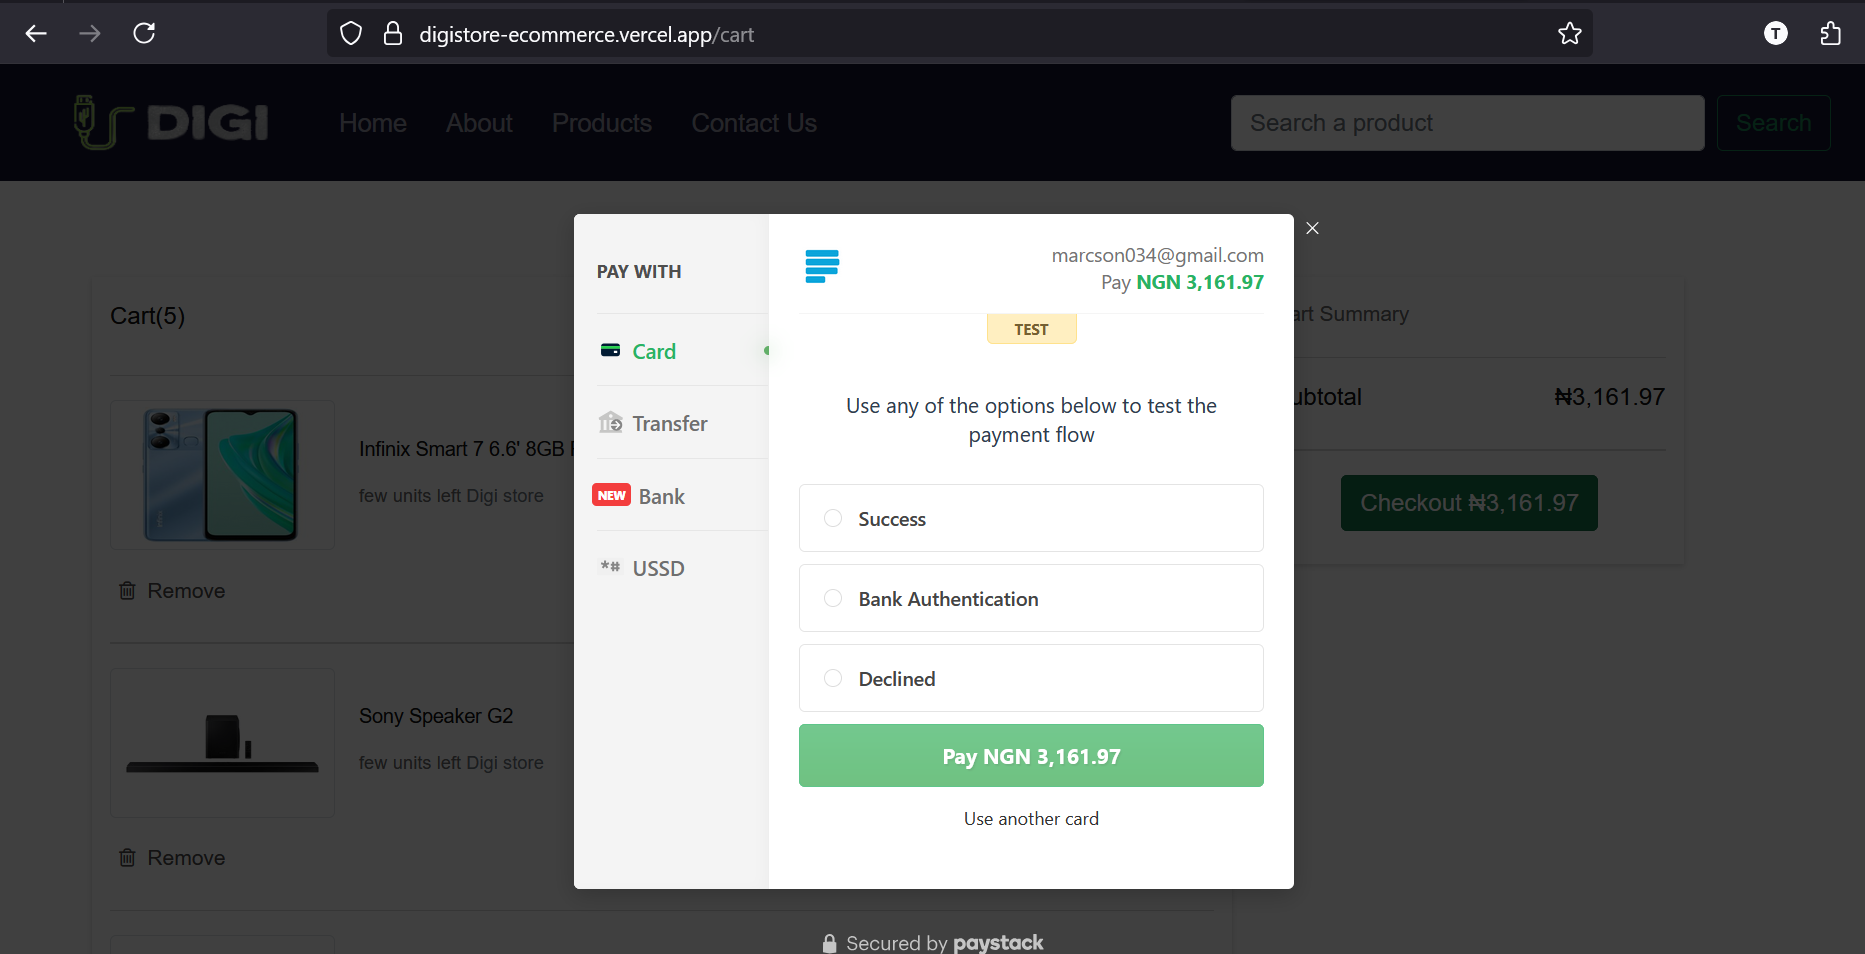 digistore-ecommerce.vercel.app/cart
T
DIGI
Home
About
Products
Contact Us
Search a product
Search
Cart(5)
Infinix Smart 7 6.6' 8GB
few units left Digi store
Remove
Sony Speaker G2
few units left Digi store
Remove
PAY WITH
Card
Transfer
NEW Bank
*# USSD
marcson034@gmail.com
Pay NGN 3,161.97
TEST
Use any of the options below to test the
payment flow
Success
Bank Authentication
Declined
Pay NGN 3,161.97
Use another card
Secured by paystack
art Summary
ubtotal
₦3,161.97
Checkout ₦3,161.97